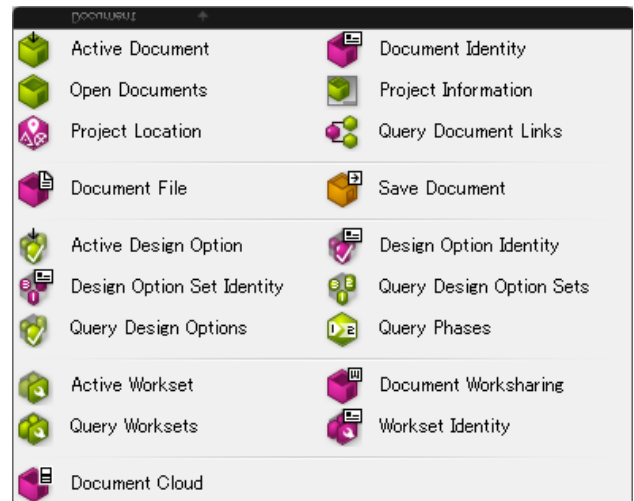 Document
Active Document
Document Identity
Open Documents
Project Information
Project Location
Query Document Links
Document File
Save Document
Active Design Option
Design Option Identity
Design Option Set Identity
Query Design Option Sets
Query Design Options
Query Phases
Active Workset
Document Worksharing
Query Worksets
Workset Identity
Document Cloud